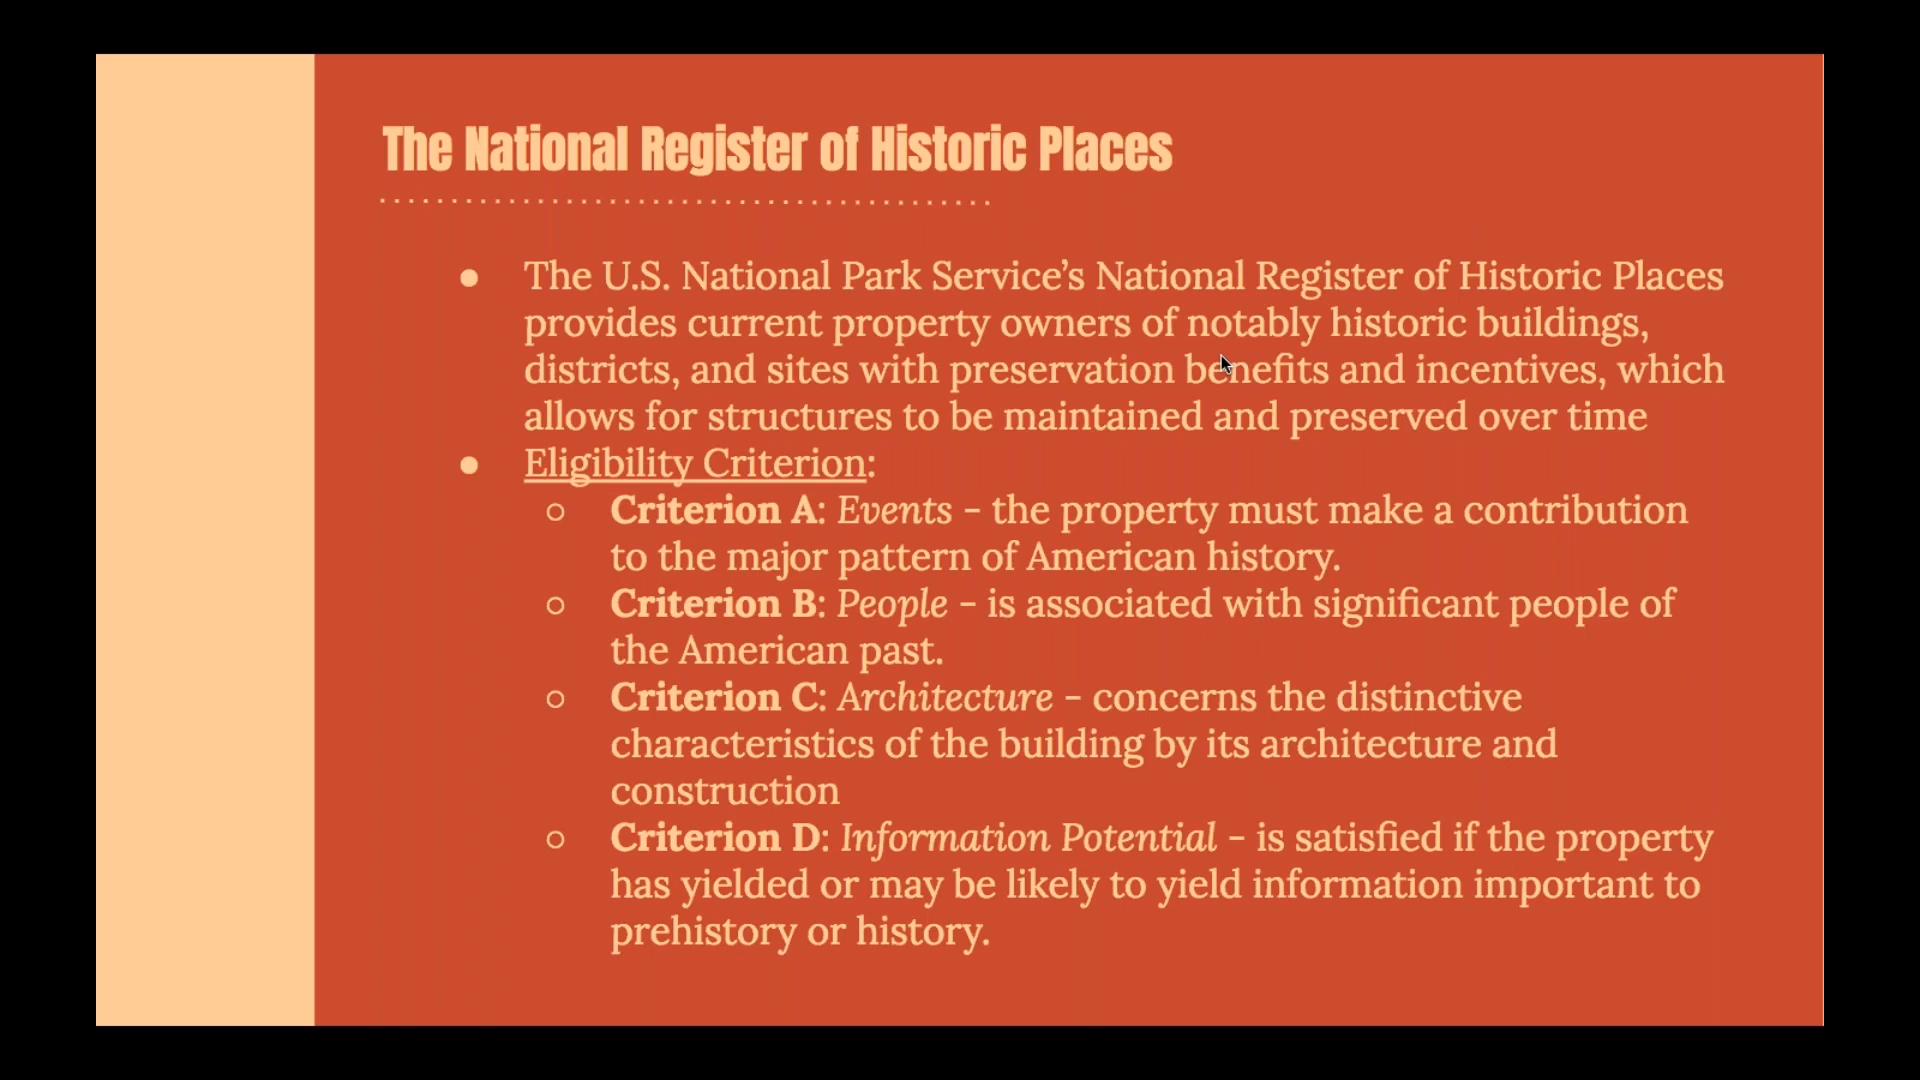 The National Register of Historic Places
● The U.S. National Park Service’s National Register of Historic Places
provides current property owners of notably historic buildings,
districts, and sites with preservation benefits and incentives, which
allows for structures to be maintained and preserved over time
● Eligibility Criterion:
○ Criterion A: Events - the property must make a contribution
to the major pattern of American history.
○ Criterion B: People - is associated with significant people of
the American past.
○ Criterion C: Architecture - concerns the distinctive
characteristics of the building by its architecture and
construction
○ Criterion D: Information Potential - is satisfied if the property
has yielded or may be likely to yield information important to
prehistory or history.